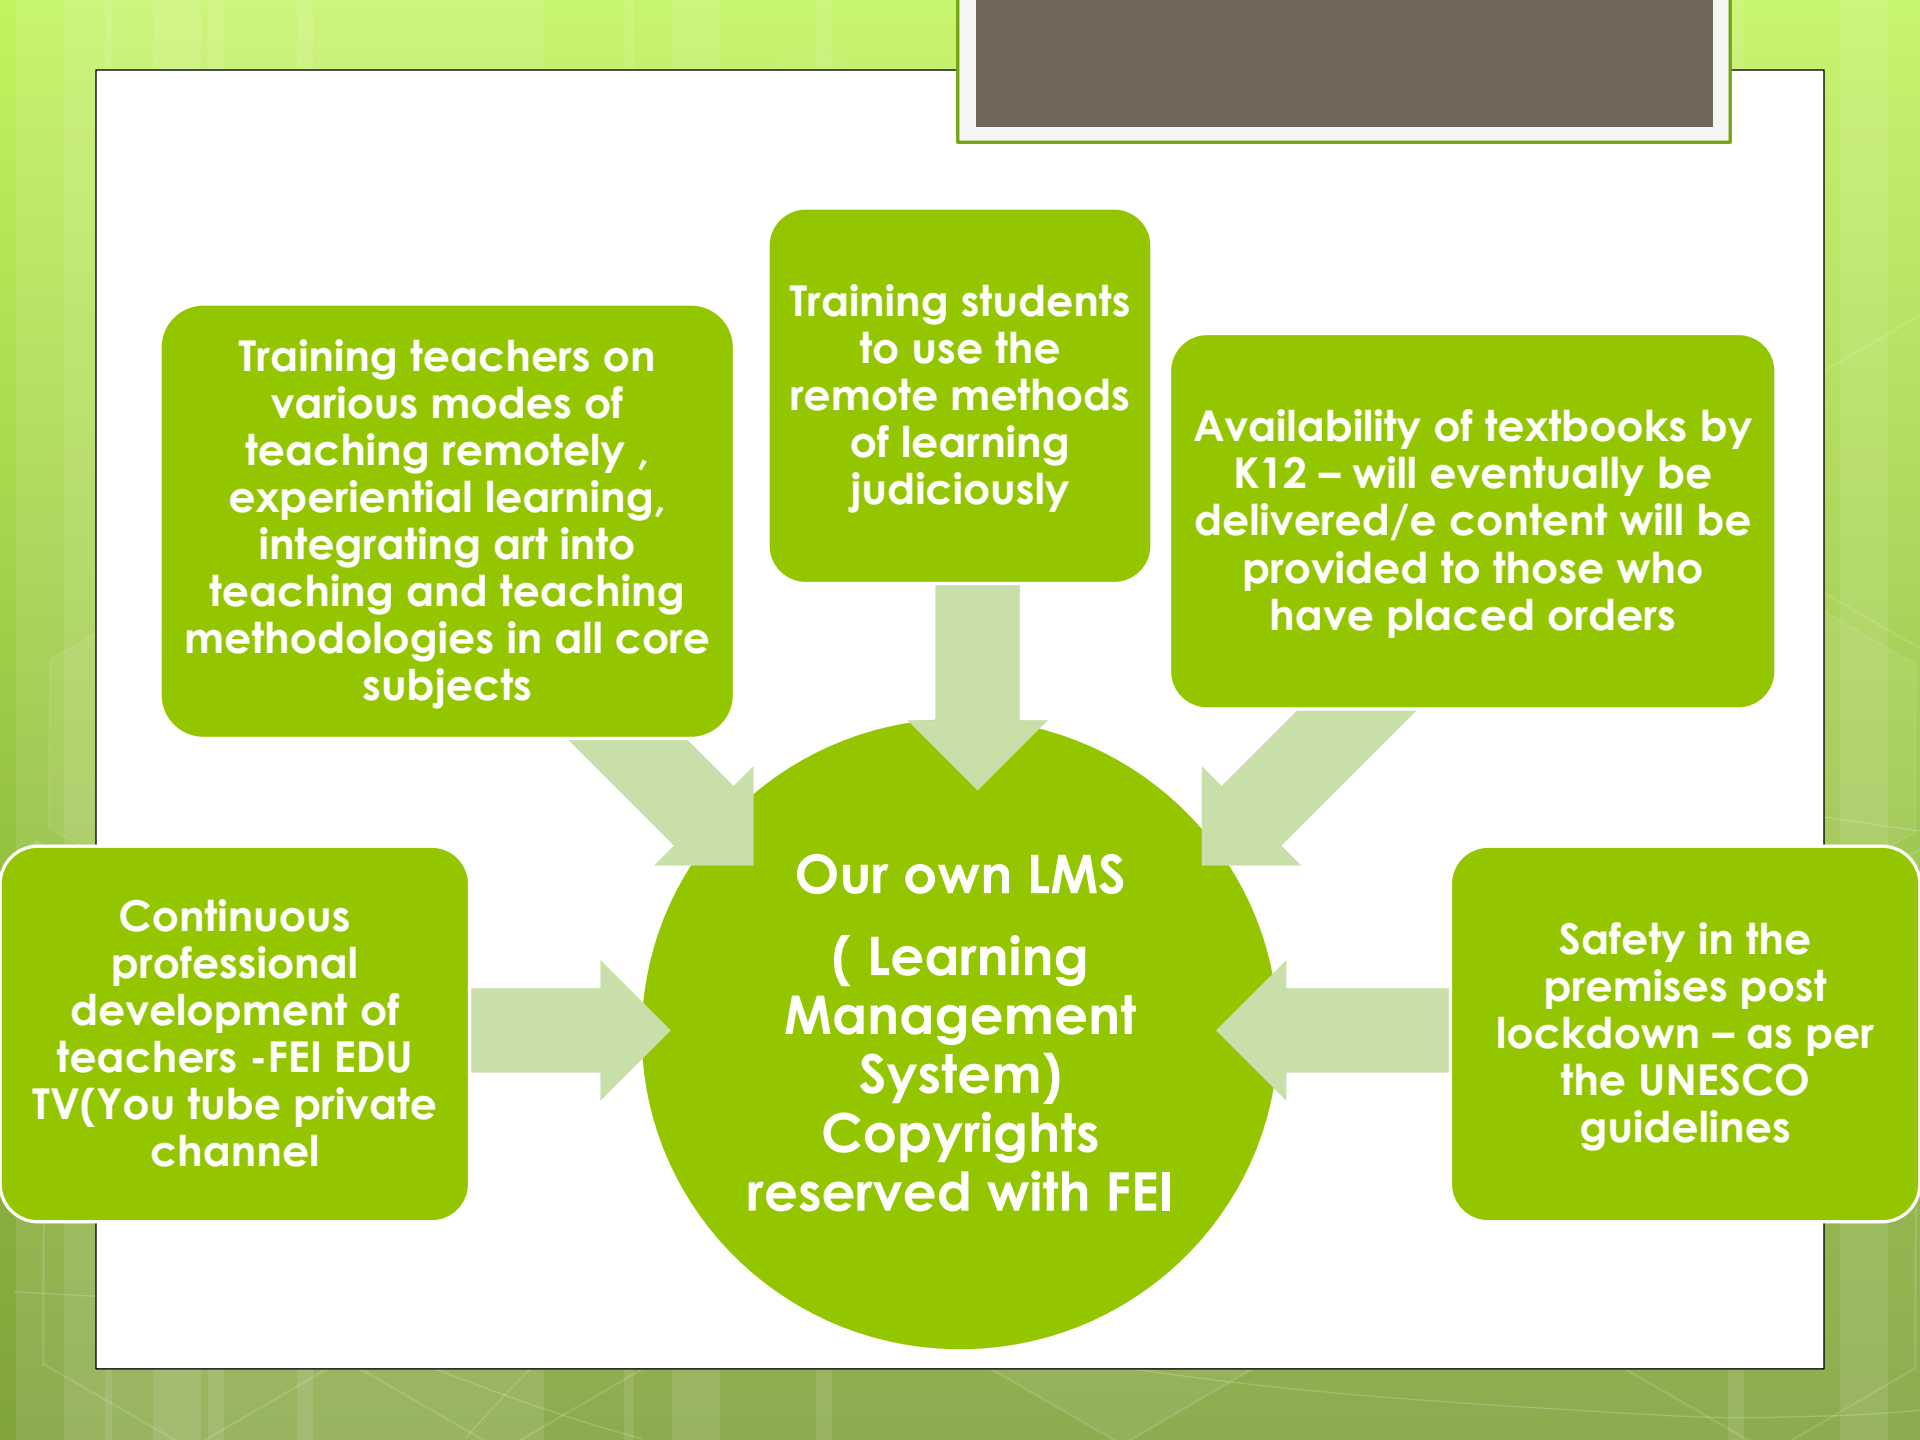 Training students
to use the
remote methods
of learning
judiciously
Training teachers on
various modes of
teaching remotely ,
experiential learning,
integrating art into
teaching and teaching
methodologies in all core
subjects
Availability of textbooks by
K12 – will eventually be
delivered/e content will be
provided to those who
have placed orders
Continuous
professional
development of
teachers -FEI EDU
TV(You tube private
channel
Our own LMS
( Learning
Management
System)
Copyrights
reserved with FEI
Safety in the
premises post
lockdown – as per
the UNESCO
guidelines